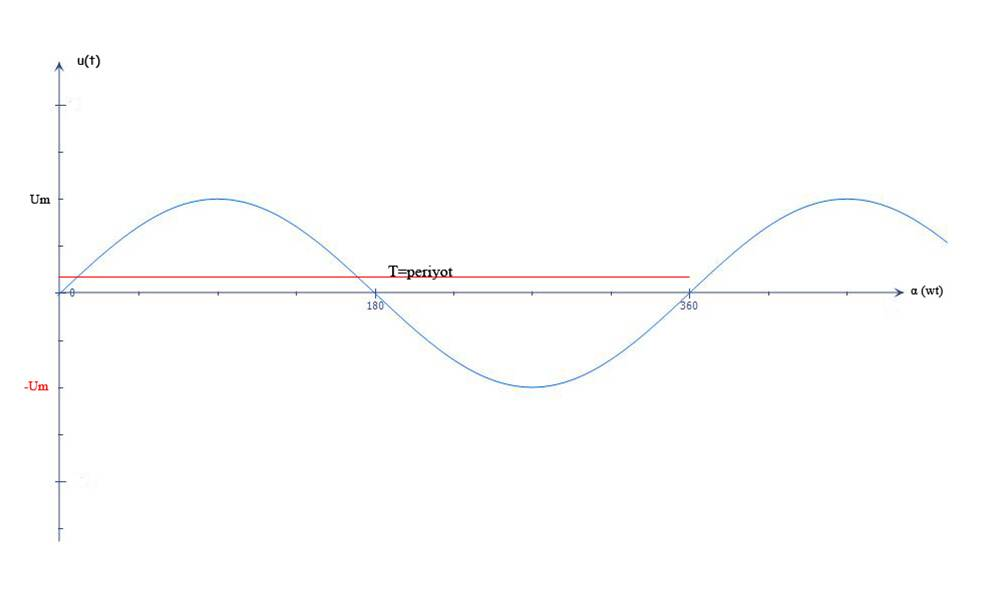 u(t)
Um
T=periyot
0
α (wt)
180
360
-Um